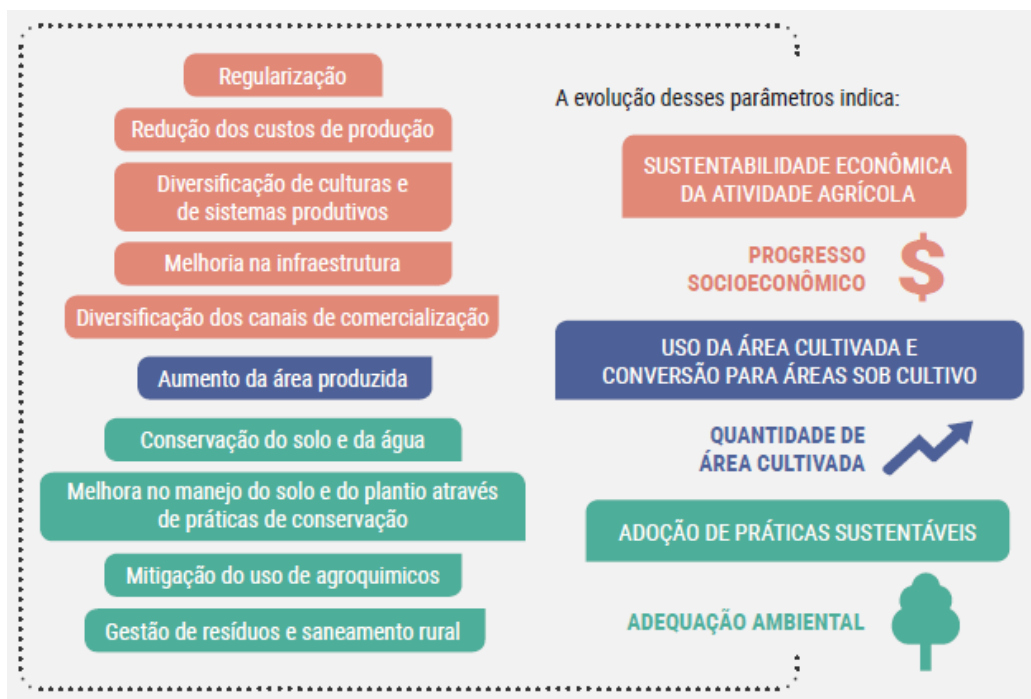 Regularização
Redução dos custos de produção
Diversificação de culturas e
de sistemas produtivos
Melhoria na infraestrutura
Diversificação dos canais de comercialização
Aumento da área produzida
Conservação do solo e da água
Melhora no manejo do solo e do plantio através
de práticas de conservação
Mitigação do uso de agroquimicos
Gestão de resíduos e saneamento rural
A evolução desses parâmetros indica:
SUSTENTABILIDADE ECONÔMICA
DA ATIVIDADE AGRÍCOLA
PROGRESSO
SOCIOECONÔMICO
$
USO DA ÁREA CULTIVADA E
CONVERSÃO PARA ÁREAS SOB CULTIVO
QUANTIDADE DE
ÁREA CULTIVADA
ADOÇÃO DE PRÁTICAS SUSTENTÁVEIS
ADEQUAÇÃO AMBIENTAL